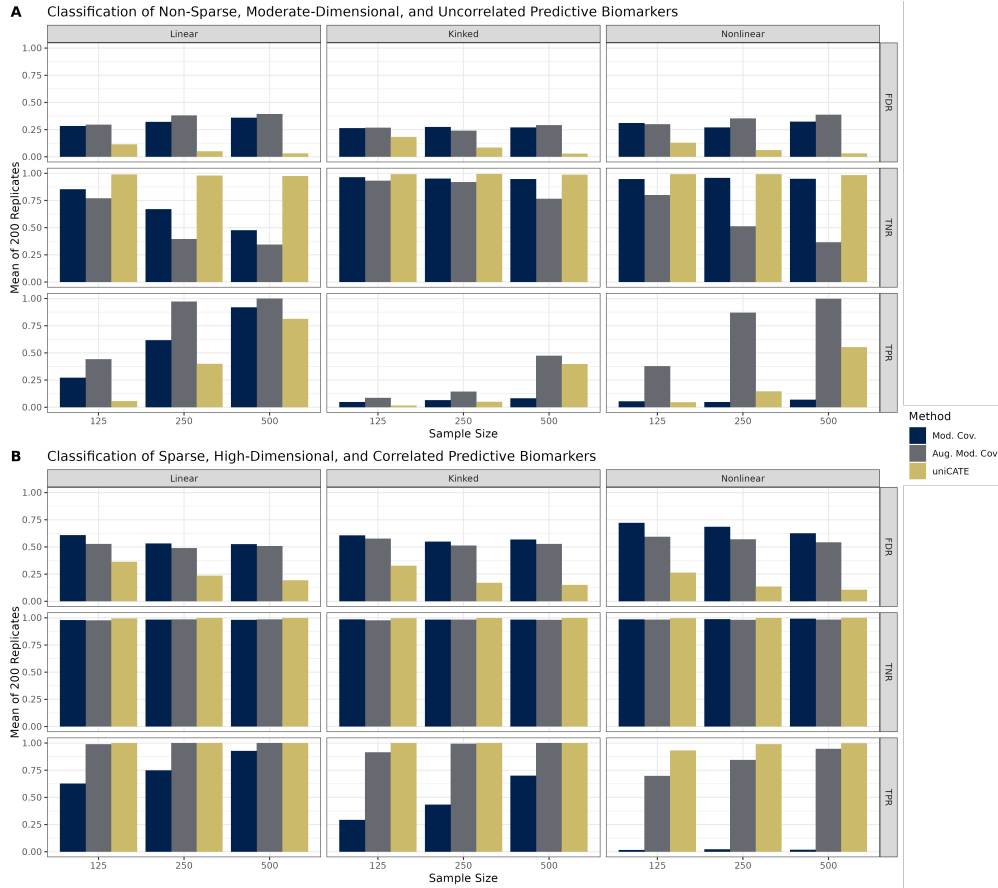 A Classification of Non-Sparse, Moderate-Dimensional, and Uncorrelated Predictive Biomarkers
Linear Kinked Nonlinear
1.00
0.75
0.50
0.25
0.00
FDR
1.00
0.75
0.50
0.25
0.00
TNR
1.00
0.75
0.50
0.25
0.00
TPR
Mean of 200 Replicates
125 250 500 125 250 500 125 250 500
Sample Size
Method
Mod. Cov.
Aug. Mod. Cov
uniCATE
B Classification of Sparse, High-Dimensional, and Correlated Predictive Biomarkers
Linear Kinked Nonlinear
1.00
0.75
0.50
0.25
0.00
FDR
1.00
0.75
0.50
0.25
0.00
TNR
1.00
0.75
0.50
0.25
0.00
TPR
Mean of 200 Replicates
125 250 500 125 250 500 125 250 500
Sample Size